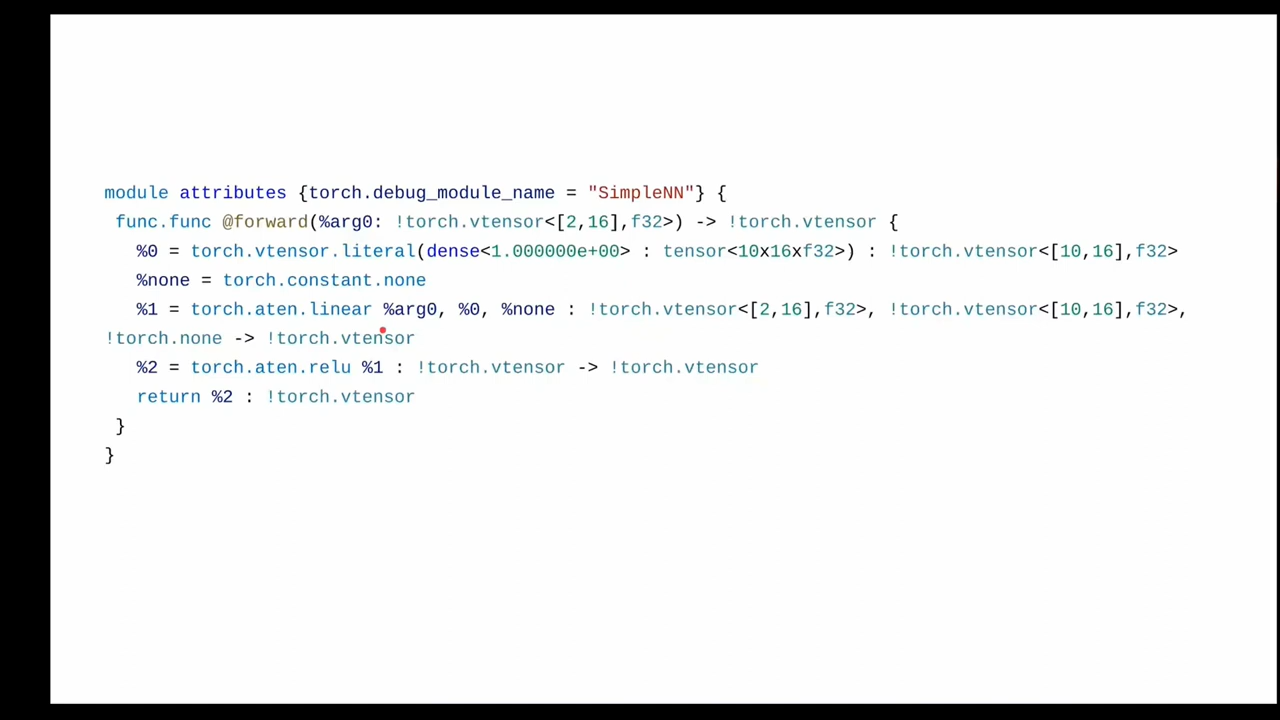 module attributes {torch.debug_module_name = "SimpleNN"} {
func.func @forward(%arg0: !torch.vtensor<[2,16],f32>) -> !torch.vtensor {
%0 = torch.vtensor.literal(dense<1.000000e+00> : tensor<10x16xf32>) : !torch.vtensor<[10,16],f32>
%none = torch.constant.none
%1 = torch.aten.linear %arg0, %0, %none : !torch.vtensor<[2,16],f32>, !torch.vtensor<[10,16],f32>,
!torch.none -> !torch.vtensor
%2 = torch.aten.relu %1 : !torch.vtensor -> !torch.vtensor
return %2 : !torch.vtensor
}
}